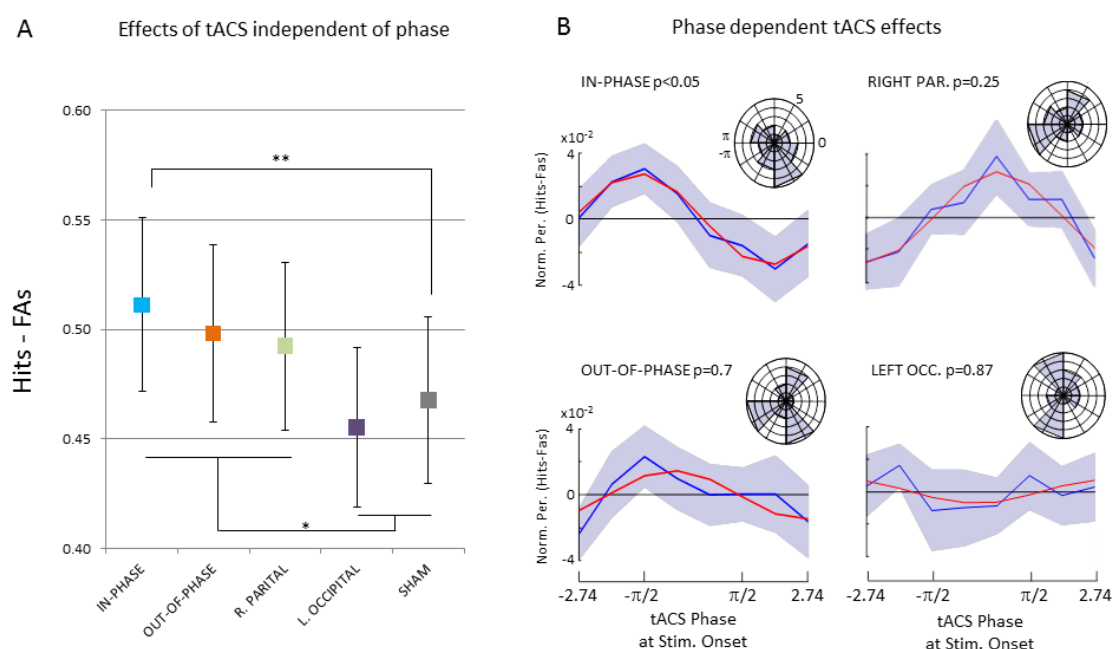 A
Effects of tACS independent of phase
Hits - FAs
0.60
0.55
0.50
0.45
0.40
**
*
IN-PHASE
OUT-OF-PHASE
R. PARITAL
L. OCCIPITAL
SHAM
B
Phase dependent tACS effects
IN-PHASE p<0.05
5
π
-π
0
x10⁻²
4
0
-4
Norm. Per. (Hits-Fas)
RIGHT PAR. p=0.25
OUT-OF-PHASE p=0.7
x10⁻²
4
0
-4
Norm. Per. (Hits-Fas)
LEFT OCC. p=0.87
-2.74 -π/2 π/2 2.74
tACS Phase
at Stim. Onset
-2.74 -π/2 π/2 2.74
tACS Phase
at Stim. Onset